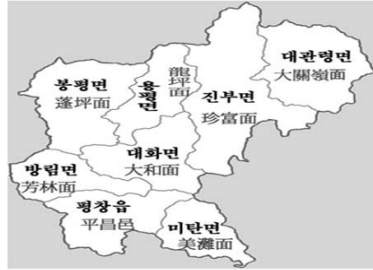 대관령면
大關嶺面
봉평면
蓬坪面
용평면
龍坪面
진부면
珍富面
대화면
大和面
방림면
芳林面
평창읍
平昌邑
미탄면
美灘面